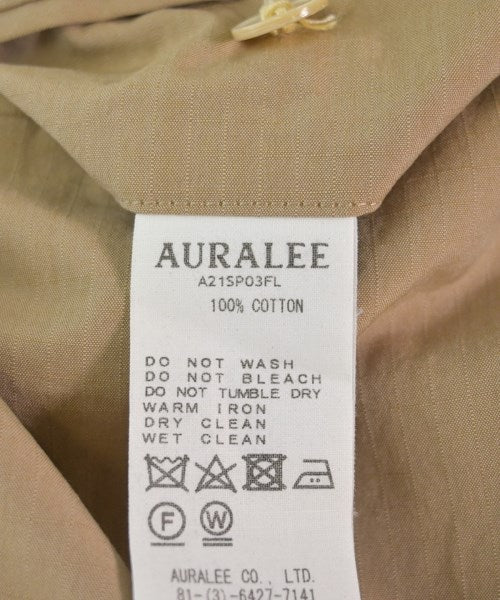 AURALEE
A21SP03FL
100% COTTON
DO NOT WASH
DO NOT BLEACH
DO NOT TUMBLE DRY
WARM IRON
DRY CLEAN
WET CLEAN
F W
AURALEE CO., LTD.
81-(3)-6427-7141